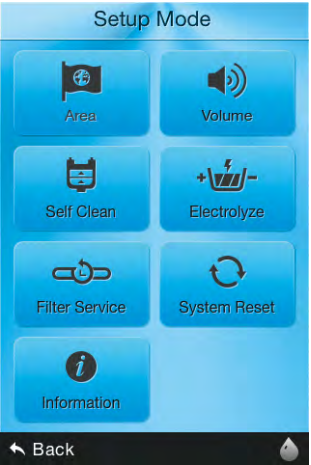 Setup Mode
Area
Volume
Self Clean
Electrolyze
Filter Service
System Reset
Information
Back